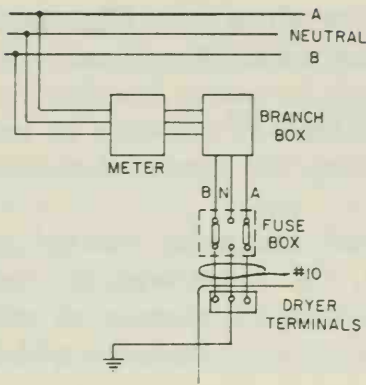 A
NEUTRAL
B
BRANCH
BOX
METER
B N A
FUSE
BOX
#10
DRYER
TERMINALS